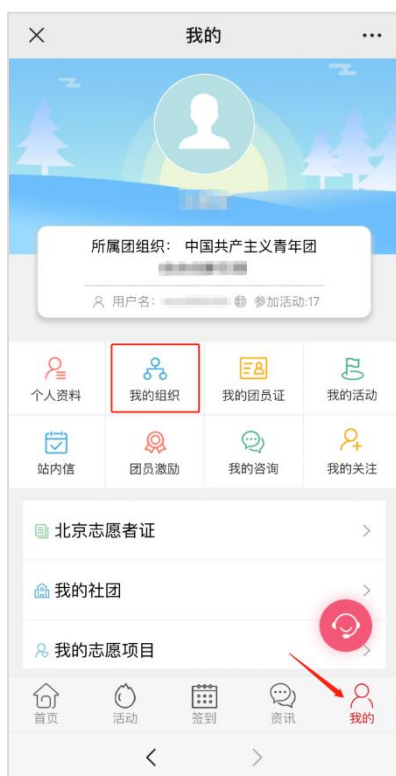 我的
所属团组织： 中国共产主义青年团
用户名： 参加活动:17
个人资料 我的组织 我的团员证 我的活动
站内信 团员激励 我的咨询 我的关注
北京志愿者证
我的社团
我的志愿项目
首页 活动 签到 资讯 我的